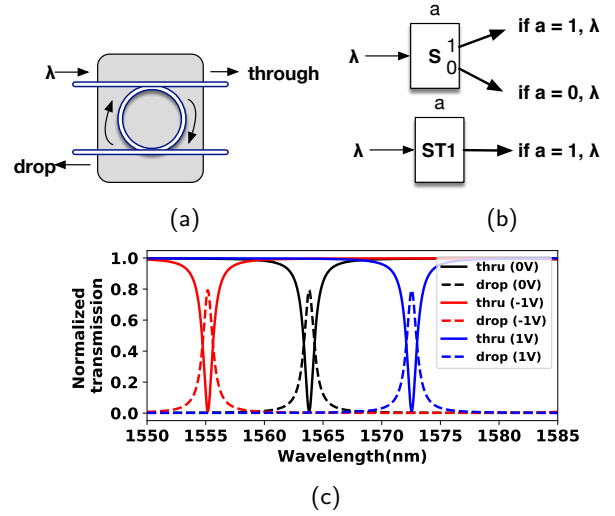 λ
through
drop
(a)
a
λ
S
1
0
if a = 1, λ
if a = 0, λ
a
λ
ST1
if a = 1, λ
(b)
Normalized
transmission
1.0
0.8
0.6
0.4
0.2
0.0
thru (0V)
drop (0V)
thru (-1V)
drop (-1V)
thru (1V)
drop (1V)
1550 1555 1560 1565 1570 1575 1580 1585
Wavelength(nm)
(c)